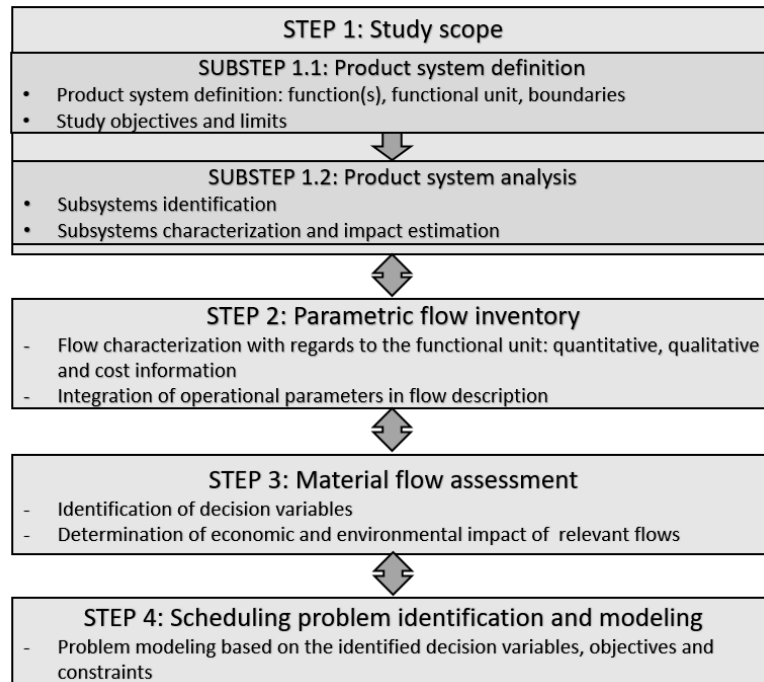 STEP 1: Study scope
SUBSTEP 1.1: Product system definition
• Product system definition: function(s), functional unit, boundaries
• Study objectives and limits
SUBSTEP 1.2: Product system analysis
• Subsystems identification
• Subsystems characterization and impact estimation
STEP 2: Parametric flow inventory
- Flow characterization with regards to the functional unit: quantitative, qualitative
and cost information
- Integration of operational parameters in flow description
STEP 3: Material flow assessment
- Identification of decision variables
- Determination of economic and environmental impact of relevant flows
STEP 4: Scheduling problem identification and modeling
- Problem modeling based on the identified decision variables, objectives and
constraints